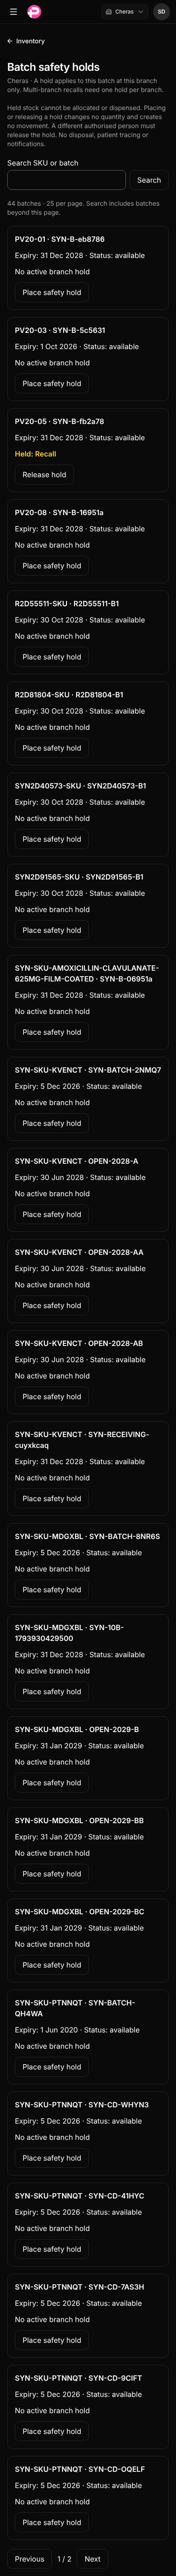 Cheras
SD
Inventory
Batch safety holds
Cheras · A hold applies to this batch at this branch
only. Multi-branch recalls need one hold per branch.
Held stock cannot be allocated or dispensed. Placing
or releasing a hold changes no quantity and creates
no movement. A different authorised person must
release the hold. No disposal, patient tracing or
notifications.
Search SKU or batch
Search
44 batches · 25 per page. Search includes batches
beyond this page.
PV20-01 · SYN-B-eb8786
Expiry: 31 Dec 2028 · Status: available
No active branch hold
Place safety hold
PV20-03 · SYN-B-5c5631
Expiry: 1 Oct 2026 · Status: available
No active branch hold
Place safety hold
PV20-05 · SYN-B-fb2a78
Expiry: 31 Dec 2028 · Status: available
Held: Recall
Release hold
PV20-08 · SYN-B-16951a
Expiry: 31 Dec 2028 · Status: available
No active branch hold
Place safety hold
R2D55511-SKU · R2D55511-B1
Expiry: 30 Oct 2028 · Status: available
No active branch hold
Place safety hold
R2D81804-SKU · R2D81804-B1
Expiry: 30 Oct 2028 · Status: available
No active branch hold
Place safety hold
SYN2D40573-SKU · SYN2D40573-B1
Expiry: 30 Oct 2028 · Status: available
No active branch hold
Place safety hold
SYN2D91565-SKU · SYN2D91565-B1
Expiry: 30 Oct 2028 · Status: available
No active branch hold
Place safety hold
SYN-SKU-AMOXICILLIN-CLAVULANATE-
625MG-FILM-COATED · SYN-B-06951a
Expiry: 31 Dec 2028 · Status: available
No active branch hold
Place safety hold
SYN-SKU-KVENCT · SYN-BATCH-2NMQ7
Expiry: 5 Dec 2026 · Status: available
No active branch hold
Place safety hold
SYN-SKU-KVENCT · OPEN-2028-A
Expiry: 30 Jun 2028 · Status: available
No active branch hold
Place safety hold
SYN-SKU-KVENCT · OPEN-2028-AA
Expiry: 30 Jun 2028 · Status: available
No active branch hold
Place safety hold
SYN-SKU-KVENCT · OPEN-2028-AB
Expiry: 30 Jun 2028 · Status: available
No active branch hold
Place safety hold
SYN-SKU-KVENCT · SYN-RECEIVING-
cuyxkcaq
Expiry: 31 Dec 2028 · Status: available
No active branch hold
Place safety hold
SYN-SKU-MDGXBL · SYN-BATCH-8NR6S
Expiry: 5 Dec 2026 · Status: available
No active branch hold
Place safety hold
SYN-SKU-MDGXBL · SYN-10B-
1793930429500
Expiry: 31 Dec 2028 · Status: available
No active branch hold
Place safety hold
SYN-SKU-MDGXBL · OPEN-2029-B
Expiry: 31 Jan 2029 · Status: available
No active branch hold
Place safety hold
SYN-SKU-MDGXBL · OPEN-2029-BB
Expiry: 31 Jan 2029 · Status: available
No active branch hold
Place safety hold
SYN-SKU-MDGXBL · OPEN-2029-BC
Expiry: 31 Jan 2029 · Status: available
No active branch hold
Place safety hold
SYN-SKU-PTNNQT · SYN-BATCH-
QH4WA
Expiry: 1 Jun 2020 · Status: available
No active branch hold
Place safety hold
SYN-SKU-PTNNQT · SYN-CD-WHYN3
Expiry: 5 Dec 2026 · Status: available
No active branch hold
Place safety hold
SYN-SKU-PTNNQT · SYN-CD-41HYC
Expiry: 5 Dec 2026 · Status: available
No active branch hold
Place safety hold
SYN-SKU-PTNNQT · SYN-CD-7AS3H
Expiry: 5 Dec 2026 · Status: available
No active branch hold
Place safety hold
SYN-SKU-PTNNQT · SYN-CD-9CIFT
Expiry: 5 Dec 2026 · Status: available
No active branch hold
Place safety hold
SYN-SKU-PTNNQT · SYN-CD-OQELF
Expiry: 5 Dec 2026 · Status: available
No active branch hold
Place safety hold
Previous 1 / 2 Next